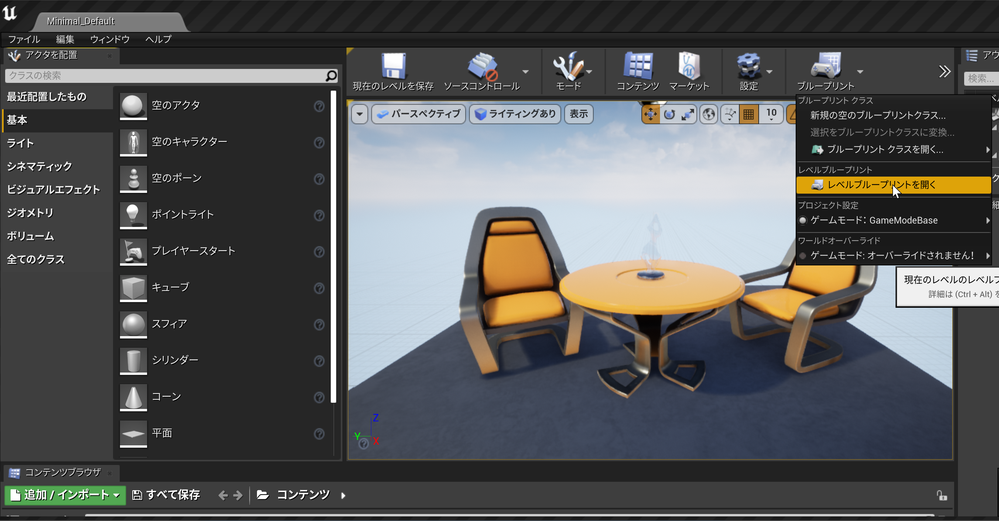 Minimal_Default
ファイル 編集 ウィンドウ ヘルプ
アクタを配置
クラスの検索
最近配置したもの
基本
ライト
シネマティック
ビジュアルエフェクト
ジオメトリ
ボリューム
全てのクラス
空のアクタ
空のキャラクター
空のポーン
ポイントライト
プレイヤースタート
キューブ
スフィア
シリンダー
コーン
平面
現在のレベルを保存 ソースコントロール モード コンテンツ マーケット 設定 ブループリント
パースペクティブ ライティングあり 表示 10
ブループリント クラス
新規の空のブループリントクラス...
選択をブループリントクラスに変換...
ブループリント クラスを開く...
レベルブループリント
レベルブループリントを開く
プロジェクト設定
ゲームモード: GameModeBase
ワールドオーバーライド
ゲームモード: オーバーライドされません!
現在のレベルのレベル
詳細は (Ctrl + Alt) を
検索...
Z
Y
X
コンテンツブラウザ
追加 / インポート すべて保存 コンテンツ